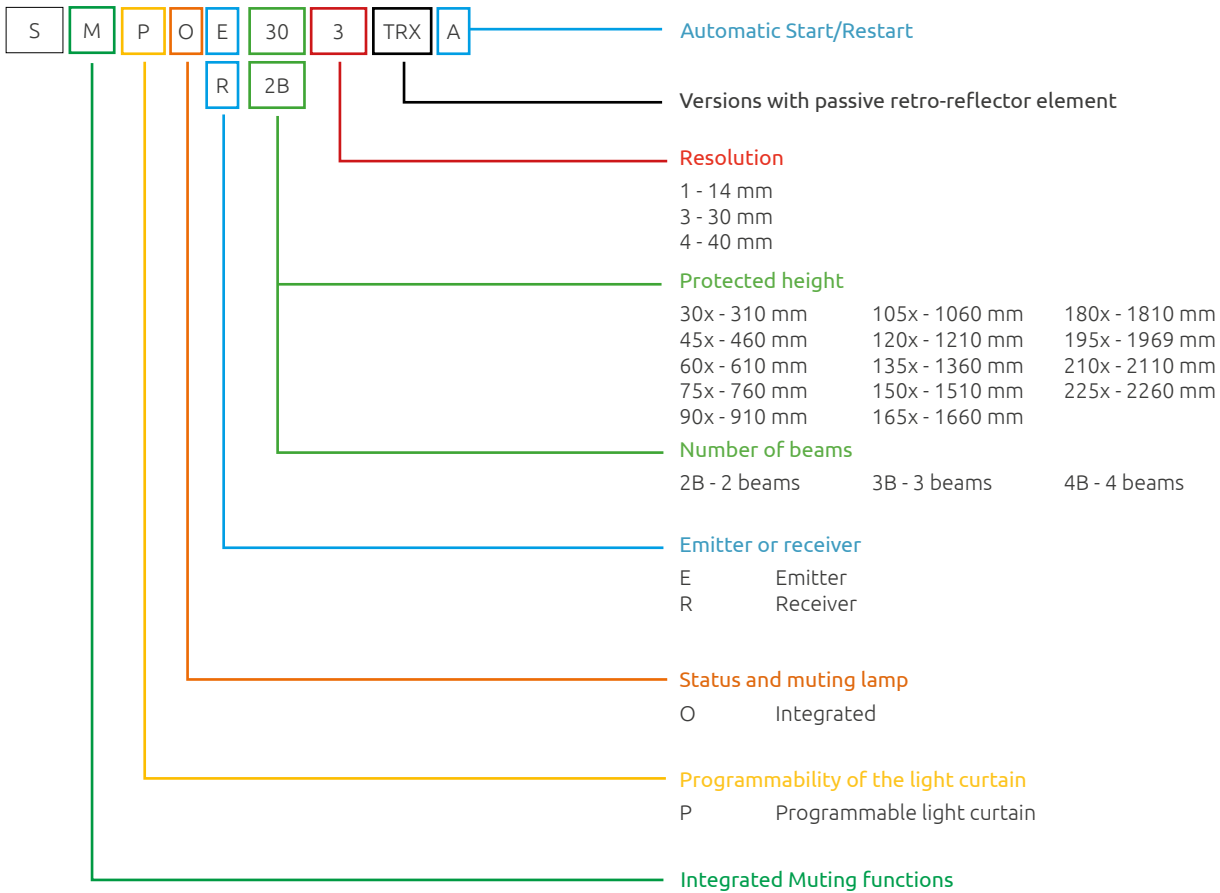 S M P O E 30 3 TRX A Automatic Start/Restart
R 2B
Versions with passive retro-reflector element
Resolution
1 - 14 mm
3 - 30 mm
4 - 40 mm
Protected height
30x - 310 mm 105x - 1060 mm 180x - 1810 mm
45x - 460 mm 120x - 1210 mm 195x - 1969 mm
60x - 610 mm 135x - 1360 mm 210x - 2110 mm
75x - 760 mm 150x - 1510 mm 225x - 2260 mm
90x - 910 mm 165x - 1660 mm
Number of beams
2B - 2 beams 3B - 3 beams 4B - 4 beams
Emitter or receiver
E Emitter
R Receiver
Status and muting lamp
O Integrated
Programmability of the light curtain
P Programmable light curtain
Integrated Muting functions